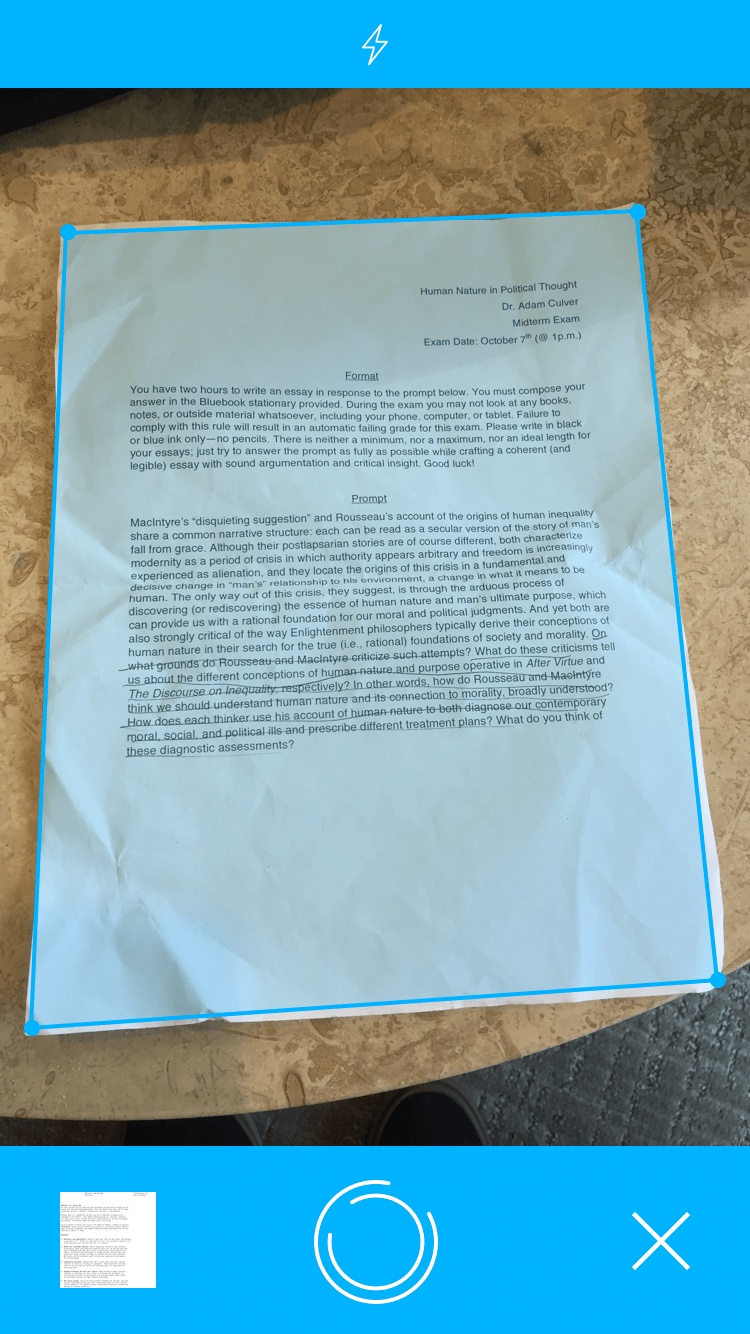 Human Nature in Political Thought
Dr. Adam Culver
Midterm Exam
Exam Date: October 7th (@ 1p.m.)
Format
You have two hours to write an essay in response to the prompt below. You must compose your
answer in the Bluebook stationary provided. During the exam you may not look at any books,
notes, or outside material whatsoever, including your phone, computer, or tablet. Failure to
comply with this rule will result in an automatic failing grade for this exam. Please write in black
or blue ink only—no pencils. There is neither a minimum, nor a maximum, nor an ideal length for
your essays; just try to answer the prompt as fully as possible while crafting a coherent (and
legible) essay with sound argumentation and critical insight. Good luck!
Prompt
MacIntyre's “disquieting suggestion” and Rousseau's account of the origins of human inequality
share a common narrative structure: each can be read as a secular version of the story of man's
fall from grace. Although their postlapsarian stories are of course different, both characterize
modernity as a period of crisis in which authority appears arbitrary and freedom is increasingly
experienced as alienation, and they locate the origins of this crisis in a fundamental and
decisive change in “man's” relationship to his environment, a change in what it means to be
human. The only way out of this crisis, they suggest, is through the arduous process of
discovering (or rediscovering) the essence of human nature and man's ultimate purpose, which
can provide us with a rational foundation for our moral and political judgments. And yet both are
also strongly critical of the way Enlightenment philosophers typically derive their conceptions of
human nature in their search for the true (i.e., rational) foundations of society and morality. On
what grounds do Rousseau and MacIntyre criticize such attempts? What do these criticisms tell
us about the different conceptions of human nature and purpose operative in After Virtue and
The Discourse on Inequality, respectively? In other words, how do Rousseau and MacIntyre
think we should understand human nature and its connection to morality, broadly understood?
How does each thinker use his account of human nature to both diagnose our contemporary
moral, social, and political ills and prescribe different treatment plans? What do you think of
these diagnostic assessments?